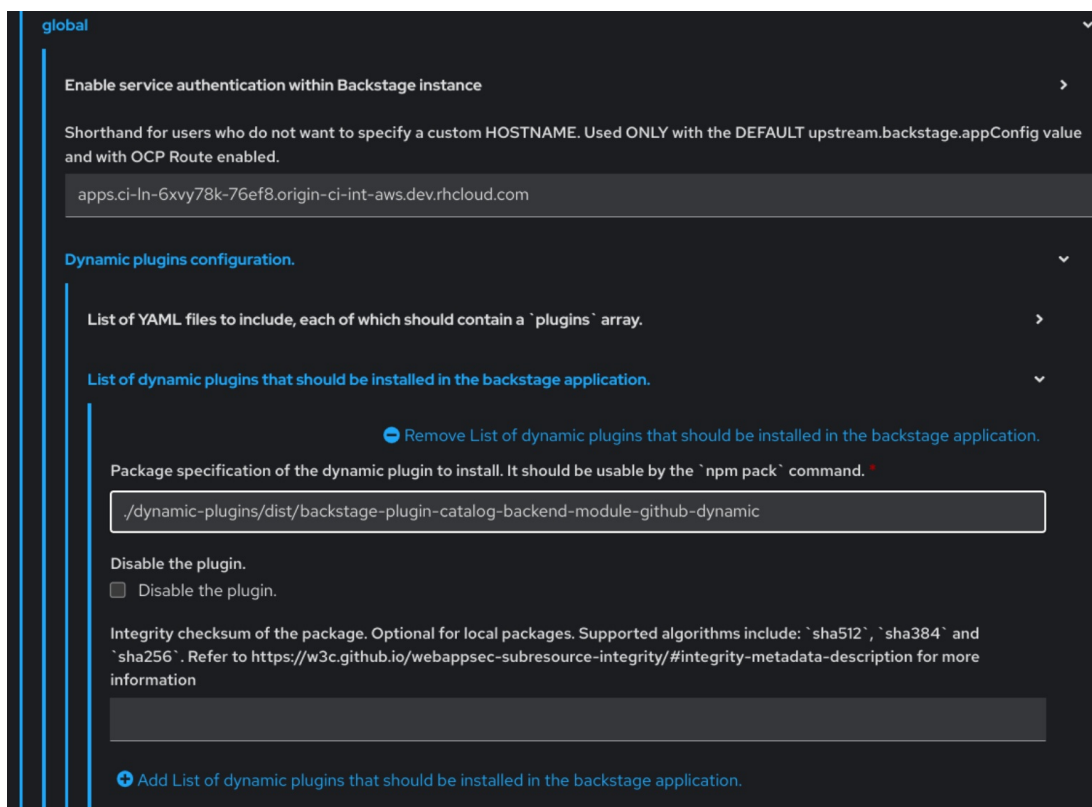 global
Enable service authentication within Backstage instance
Shorthand for users who do not want to specify a custom HOSTNAME. Used ONLY with the DEFAULT upstream.backstage.appConfig value
and with OCP Route enabled.
apps.ci-ln-6xvy78k-76ef8.origin-ci-int-aws.dev.rhcloud.com
Dynamic plugins configuration.
List of YAML files to include, each of which should contain a `plugins` array.
List of dynamic plugins that should be installed in the backstage application.
Remove List of dynamic plugins that should be installed in the backstage application.
Package specification of the dynamic plugin to install. It should be usable by the `npm pack` command. *
./dynamic-plugins/dist/backstage-plugin-catalog-backend-module-github-dynamic
Disable the plugin.
Disable the plugin.
Integrity checksum of the package. Optional for local packages. Supported algorithms include: `sha512`, `sha384` and
`sha256`. Refer to https://w3c.github.io/webappsec-subresource-integrity/#integrity-metadata-description for more
information
Add List of dynamic plugins that should be installed in the backstage application.